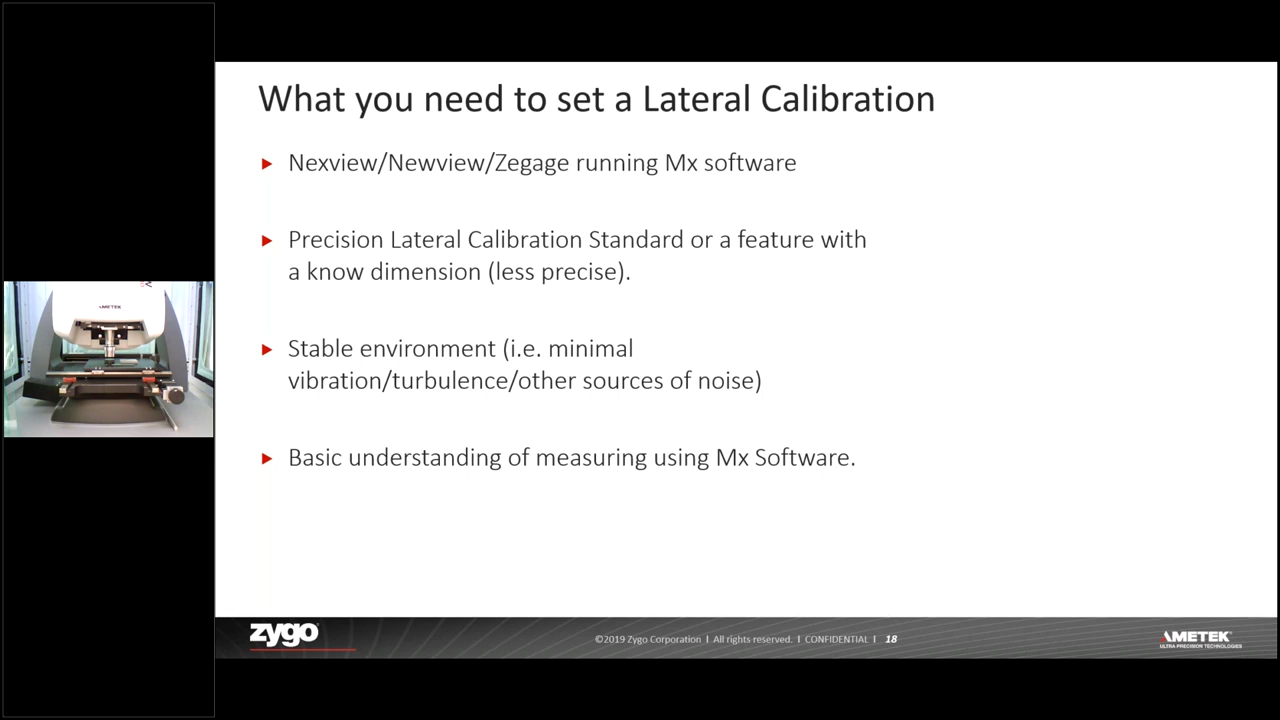 What you need to set a Lateral Calibration
Nexview/Newview/Zegage running Mx software
Precision Lateral Calibration Standard or a feature with
a know dimension (less precise).
Stable environment (i.e. minimal
vibration/turbulence/other sources of noise)
Basic understanding of measuring using Mx Software.
AMETEK
zygo
©2019 Zygo Corporation | All rights reserved. | CONFIDENTIAL | 18
AMETEK
ULTRA PRECISION TECHNOLOGIES